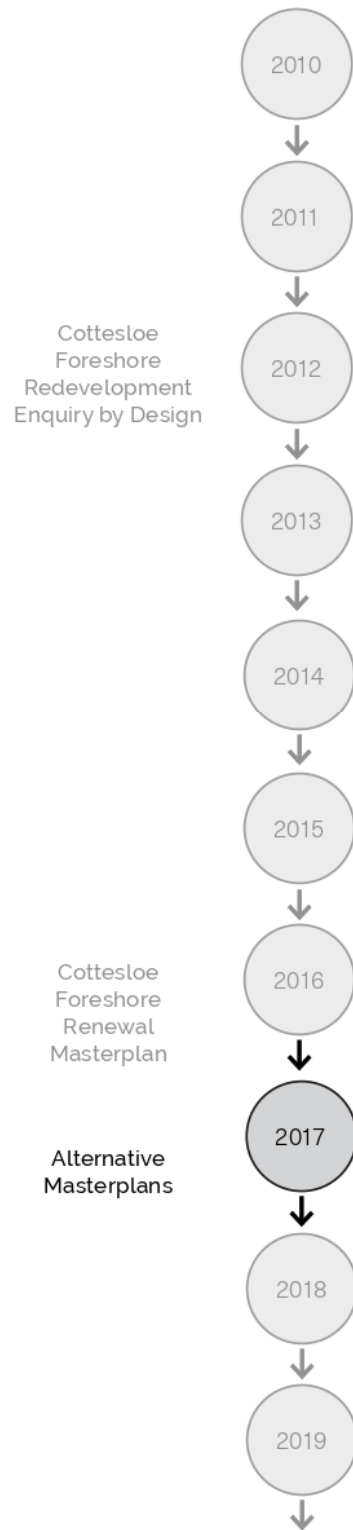 2010
2011
Cottesloe
Foreshore
Redevelopment
Enquiry by Design
2012
2013
2014
2015
Cottesloe
Foreshore
Renewal
Masterplan
2016
Alternative
Masterplans
2017
2018
2019